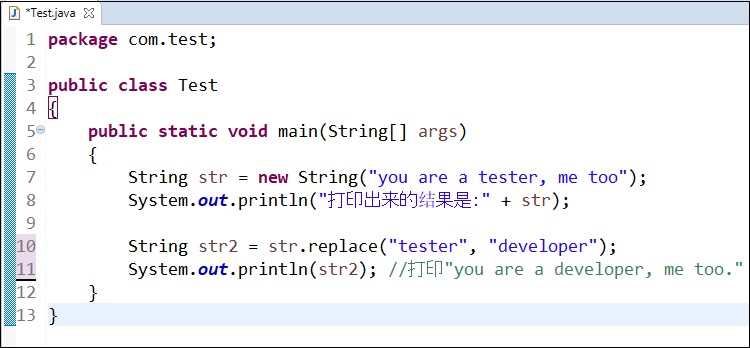 *Test.java
1 package com.test;
2
3 public class Test
4 {
5 public static void main(String[] args)
6 {
7 String str = new String("you are a tester, me too");
8 System.out.println("打印出来的结果是:" + str);
9
10 String str2 = str.replace("tester", "developer");
11 System.out.println(str2); //打印"you are a developer, me too."
12 }
13 }